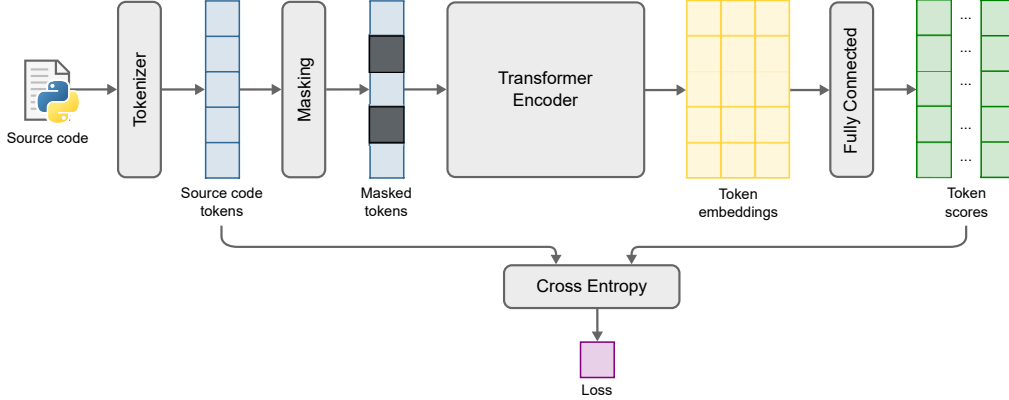 Source code
Tokenizer
Source code
tokens
Masking
Masked
tokens
Transformer
Encoder
Token
embeddings
Fully Connected
...
...
...
...
...
Token
scores
Cross Entropy
Loss